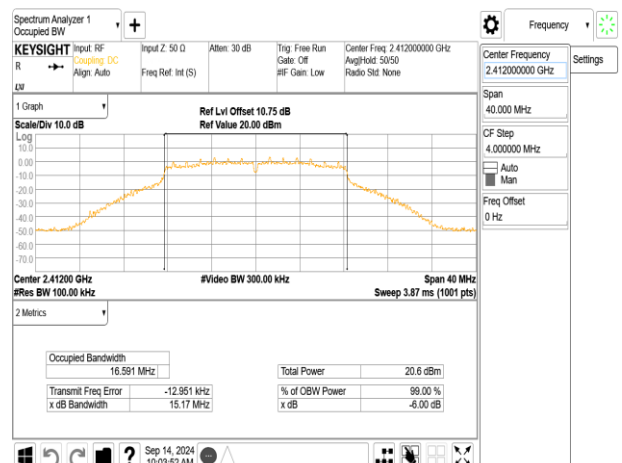 Spectrum Analyzer 1
Occupied BW
+
Frequency
KEYSIGHT
R
Input: RF
Coupling: DC
Align: Auto
Input Z: 50 Ω
Freq Ref: Int (S)
Atten: 30 dB
Trig: Free Run
Gate: Off
#IF Gain: Low
Center Freq: 2.412000000 GHz
Avg|Hold: 50/50
Radio Std: None
Center Frequency
2.412000000 GHz
Settings
Span
40.000 MHz
CF Step
4.000000 MHz
Auto
Man
Freq Offset
0 Hz
1 Graph
Scale/Div 10.0 dB
Ref Lvl Offset 10.75 dB
Ref Value 20.00 dBm
Log
10.0
0.00
-10.0
-20.0
-30.0
-40.0
-50.0
-60.0
-70.0
Center 2.41200 GHz
#Res BW 100.00 kHz
#Video BW 300.00 kHz
Span 40 MHz
Sweep 3.87 ms (1001 pts)
2 Metrics
Occupied Bandwidth
16.591 MHz
Total Power 20.6 dBm
Transmit Freq Error -12.951 kHz
% of OBW Power 99.00 %
x dB Bandwidth 15.17 MHz
x dB -6.00 dB
?
Sep 14, 2024
10:03:52 AM